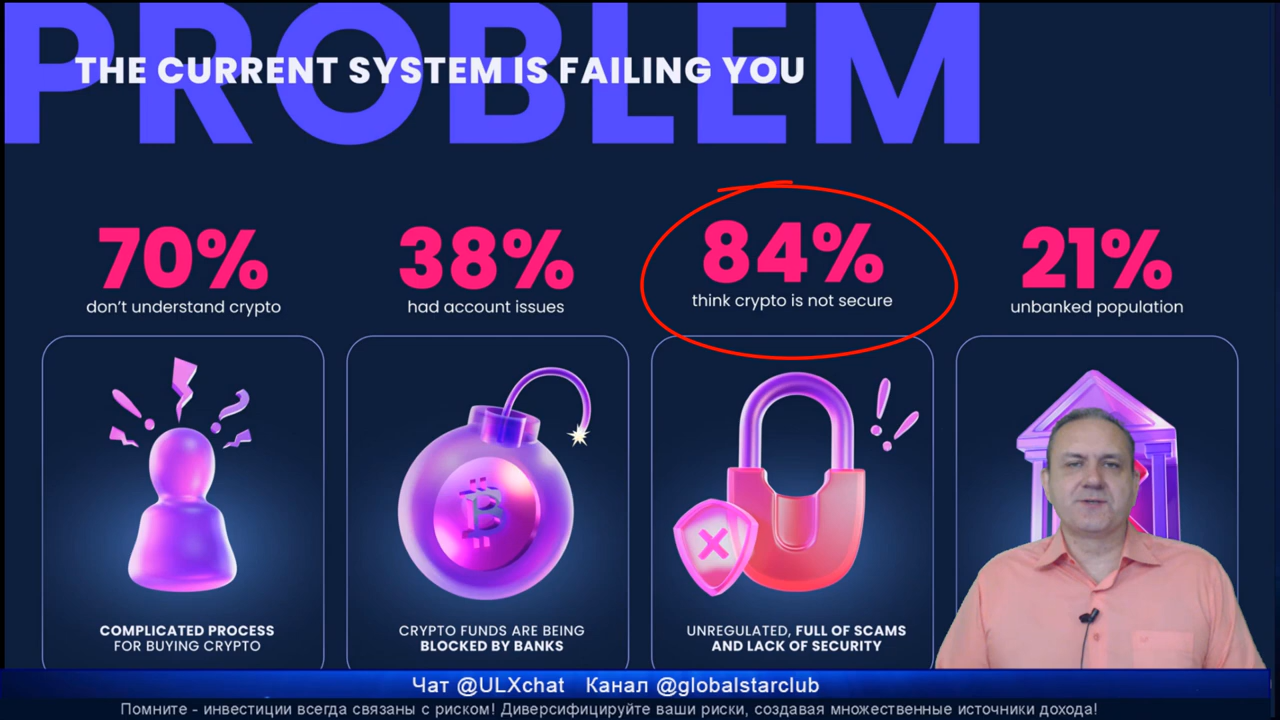 PROBLEM
THE CURRENT SYSTEM IS FAILING YOU
70%
don't understand crypto
38%
had account issues
84%
think crypto is not secure
21%
unbanked population
COMPLICATED PROCESS
FOR BUYING CRYPTO
CRYPTO FUNDS ARE BEING
BLOCKED BY BANKS
UNREGULATED, FULL OF SCAMS
AND LACK OF SECURITY
Чат @ULXchat Канал @globalstarclub
Помните - инвестиции всегда связаны с риском! Диверсифицируйте ваши риски, создавая множественные источники дохода!